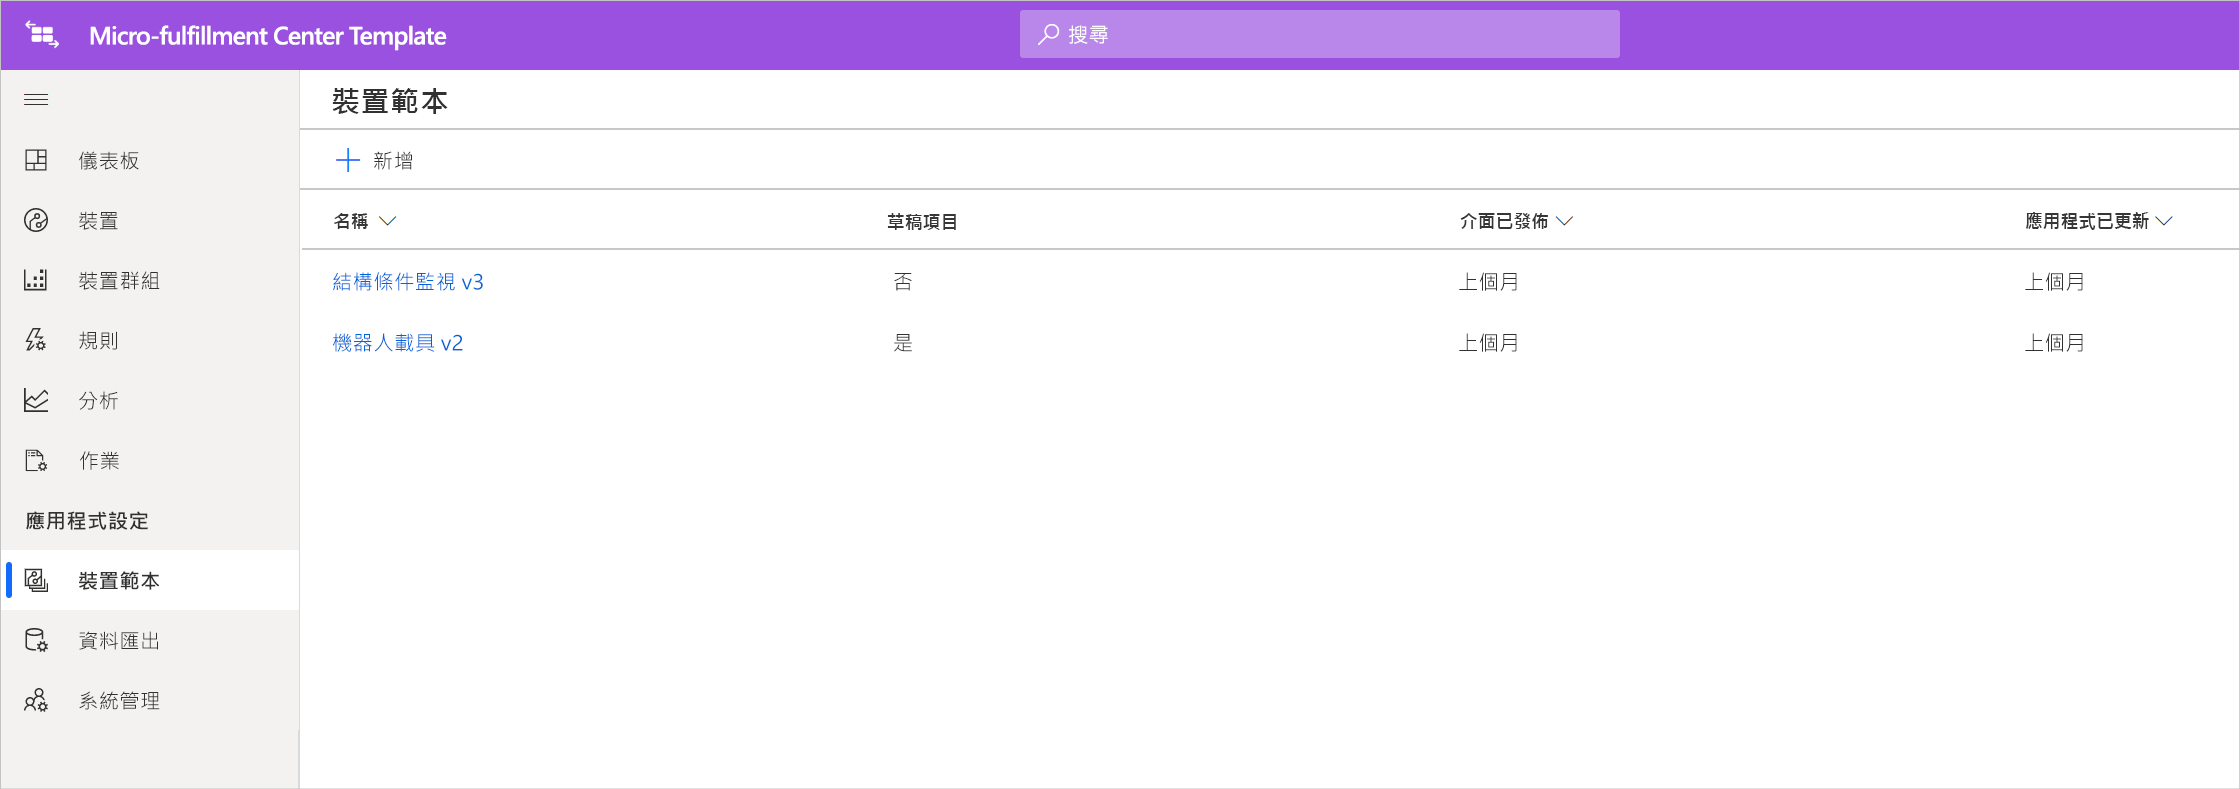 Micro-fulfillment Center Template
搜尋
裝置範本
新增
儀表板
裝置
裝置群組
規則
分析
作業
應用程式設定
裝置範本
資料匯出
系統管理
名稱 草稿項目 介面已發佈 應用程式已更新
結構條件監視 v3 否 上個月 上個月
機器人載具 v2 是 上個月 上個月